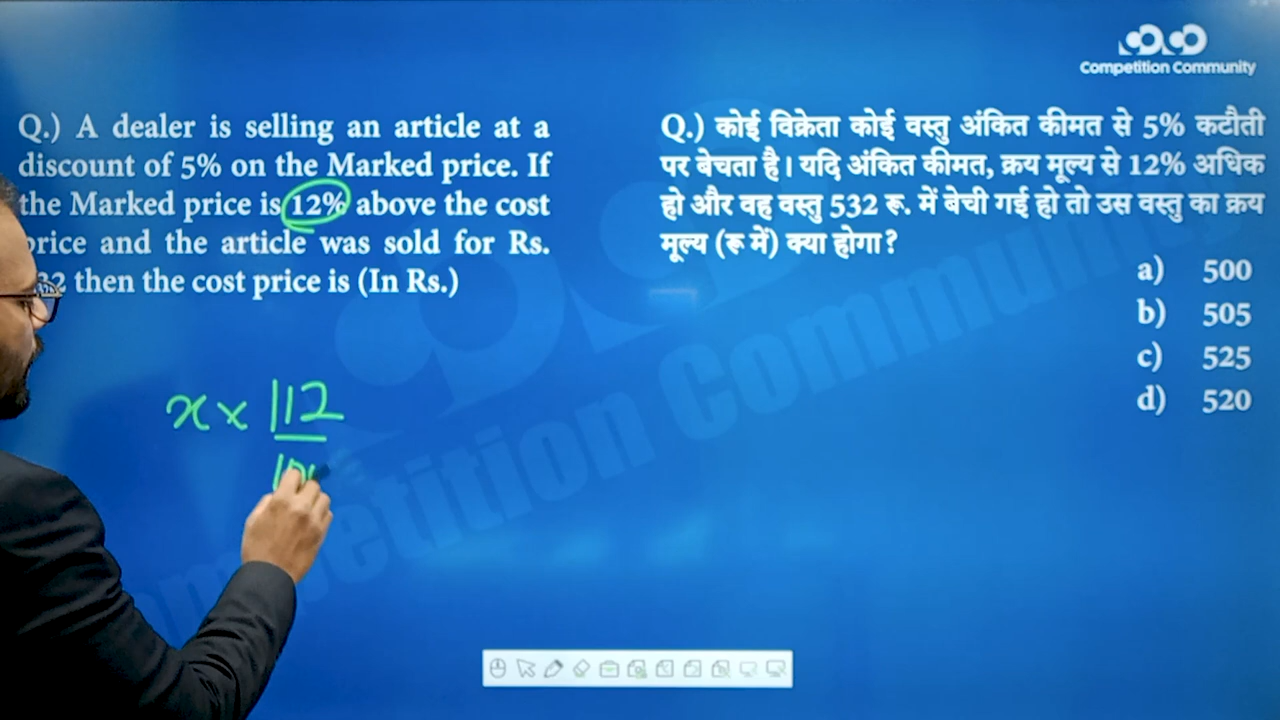 Competition Community
Q.) A dealer is selling an article at a
discount of 5% on the Marked price. If
the Marked price is 12% above the cost
price and the article was sold for Rs.
then the cost price is (In Rs.)
Q.) कोई विक्रेता कोई वस्तु अंकित कीमत से 5% कटौती
पर बेचता है। यदि अंकित कीमत, क्रय मूल्य से 12% अधिक
हो और वह वस्तु 532 रू. में बेची गई हो तो उस वस्तु का क्रय
मूल्य (रू में) क्या होगा?
a) 500
b) 505
c) 525
d) 520
x × 112
Competition Community